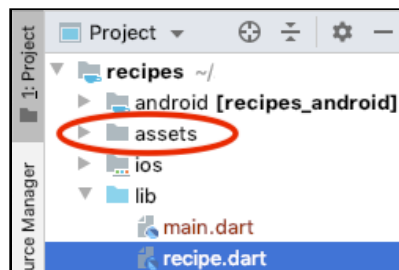 1: Project
Project
recipes ~/
android [recipes_android]
assets
ios
lib
main.dart
recipe.dart
urce Manager